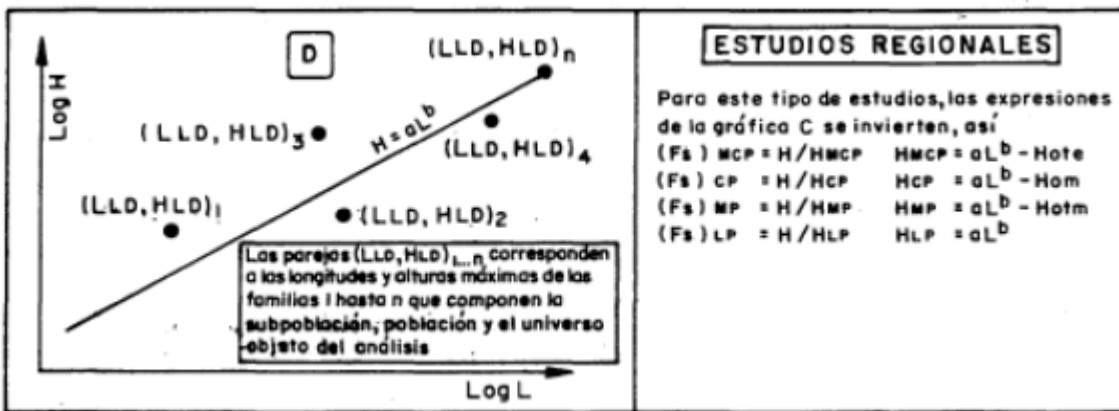 D
Log H
(LLD, HLD)n
(LLD, HLD)3
H = aL^b
(LLD, HLD)4
(LLD, HLD)1
(LLD, HLD)2
Las parejas (LLD, HLD)1...n corresponden
a las longitudes y alturas máximas de las
familias 1 hasta n que componen la
subpoblación, población y el universo
objeto del análisis
Log L
ESTUDIOS REGIONALES
Para este tipo de estudios, las expresiones
de la gráfica C se invierten, así
(Fs) MCP = H/HMCP HMCP = aL^b - Hote
(Fs) CP = H/HCP HCP = aL^b - Hom
(Fs) MP = H/HMP HMP = aL^b - Hotm
(Fs) LP = H/HLP HLP = aL^b